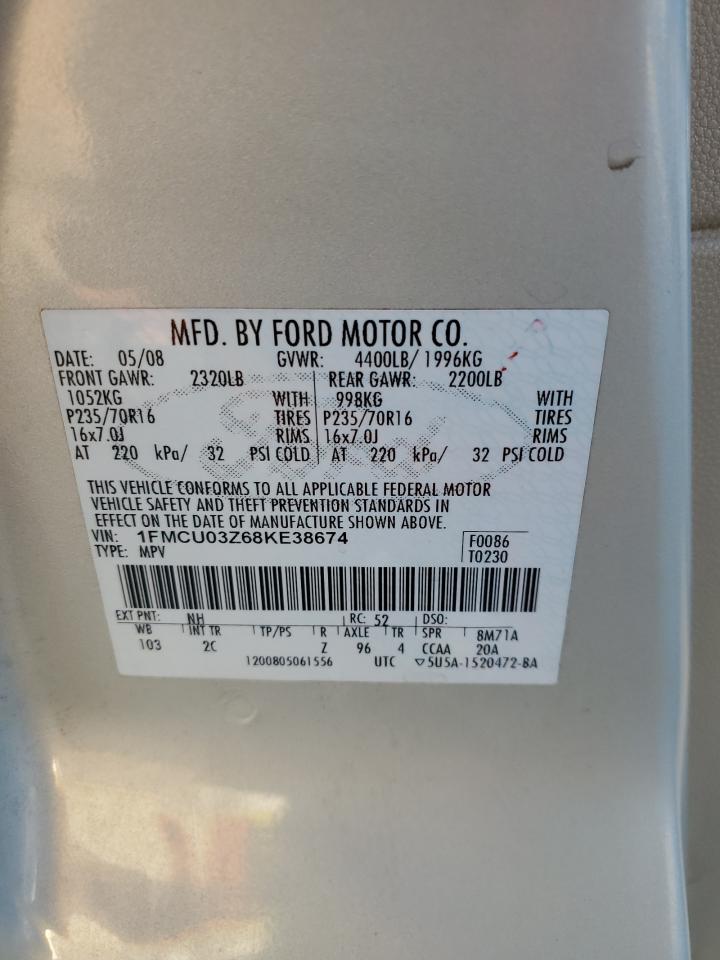 MFD. BY FORD MOTOR CO.
DATE: 05/08 GVWR: 4400LB/ 1996KG
FRONT GAWR: 2320LB REAR GAWR: 2200LB
1052KG WITH 998KG WITH
P235/70R16 TIRES P235/70R16 TIRES
16x7.0J RIMS 16x7.0J RIMS
AT 220 kPa/ 32 PSI COLD AT 220 kPa/ 32 PSI COLD
THIS VEHICLE CONFORMS TO ALL APPLICABLE FEDERAL MOTOR
VEHICLE SAFETY AND THEFT PREVENTION STANDARDS IN
EFFECT ON THE DATE OF MANUFACTURE SHOWN ABOVE.
VIN: 1FMCU03Z68KE38674 F0086
TYPE: MPV T0230
EXT PNT: NH RC: 52 DSO:
WB INT TR TP/PS R AXLE TR SPR 8M71A
103 2C Z 96 4 CCAA 20A
1200805061556 UTC ▽5U5A-1520472-BA